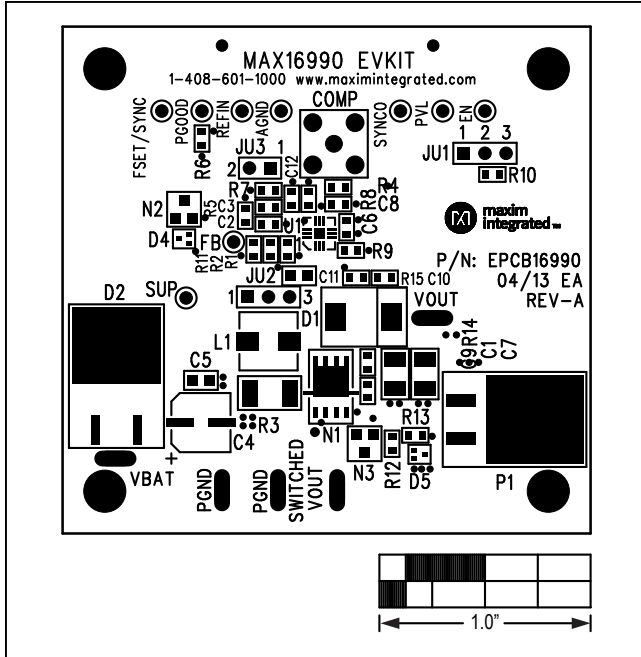 MAX16990 EVKIT
1-408-601-1000 www.maximintegrated.com
COMP
FSET/SYNC
PGOOD
REFIN
AGND
SYNCO
PVL
EN
R6
JU3
1
2
C12
JU1
1 2 3
R10
R7
R4
R8
C8
N2
R5
C3
C2
U1
C6
maxim
integrated™
D4
FB
R9
R11
R2
R1
1
P/N: EPCB16990
04/13 EA
REV-A
JU2
C11
R15
C10
SUP
1
3
D2
D1
VOUT
L1
R14
C9
C1
C7
C5
R3
C4
N1
R13
VBAT
+
PGND
PGND
SWITCHED
VOUT
N3
R12
D5
P1
1.0"